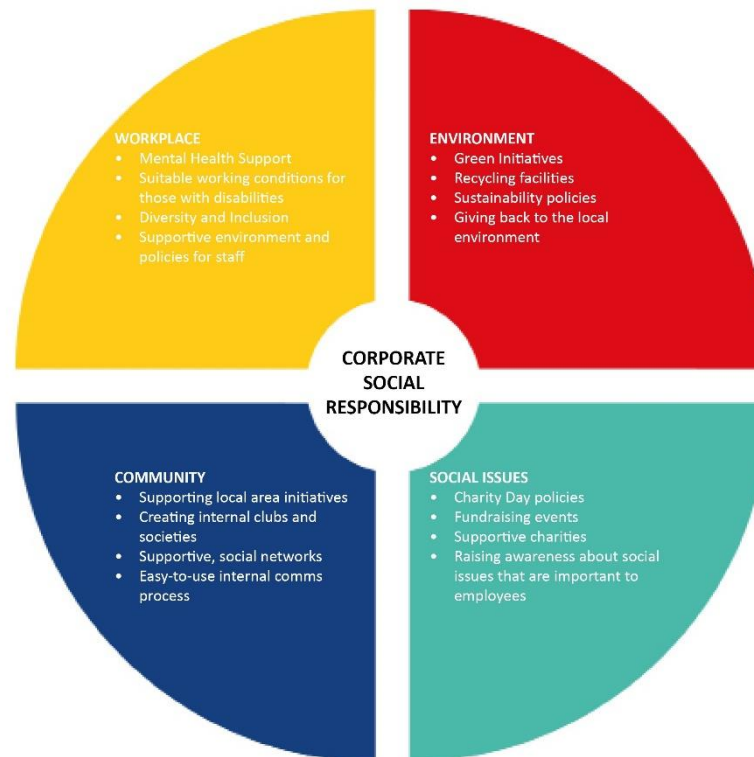 WORKPLACE
• Mental Health Support
• Suitable working conditions for
those with disabilities
• Diversity and Inclusion
• Supportive environment and
policies for staff
ENVIRONMENT
• Green Initiatives
• Recycling facilities
• Sustainability policies
• Giving back to the local
environment
CORPORATE
SOCIAL
RESPONSIBILITY
COMMUNITY
• Supporting local area initiatives
• Creating internal clubs and
societies
• Supportive, social networks
• Easy-to-use internal comms
process
SOCIAL ISSUES
• Charity Day policies
• Fundraising events
• Supportive charities
• Raising awareness about social
issues that are important to
employees